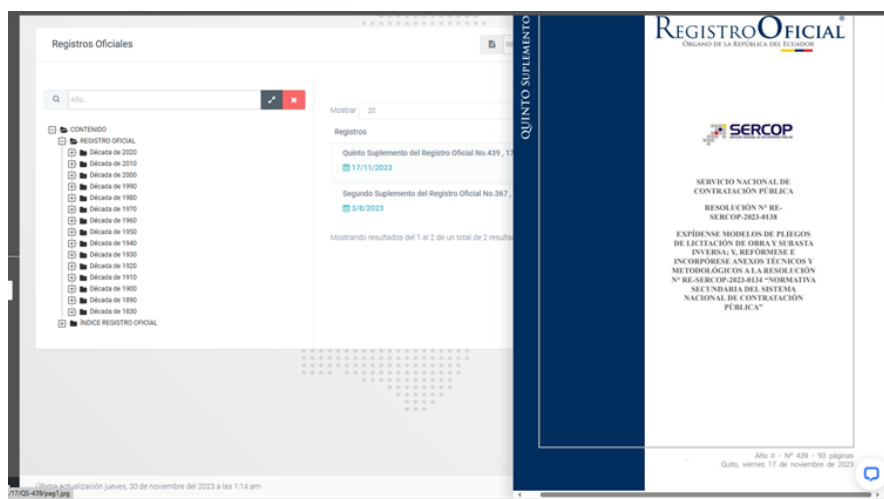 Registros Oficiales
Año..
CONTENIDO
REGISTRO OFICIAL
Década de 2020
Década de 2010
Década de 2000
Década de 1990
Década de 1980
Década de 1970
Década de 1960
Década de 1950
Década de 1940
Década de 1930
Década de 1920
Década de 1910
Década de 1900
Década de 1890
Década de 1830
ÍNDICE REGISTRO OFICIAL
Mostrar 20
Registros
Quinto Suplemento del Registro Oficial No.439 , 17
17/11/2023
Segundo Suplemento del Registro Oficial No.367 ,
3/8/2023
Mostrando resultados del 1 al 2 de un total de 2
Última actualización jueves, 30 de noviembre del 2023 a las 1:14 am
/17/QS-439/pag1.jpg
QUINTO SUPLEMENTO
REGISTRO OFICIAL
ÓRGANO DE LA REPÚBLICA DEL ECUADOR
SERCOP
SERVICIO NACIONAL DE
CONTRATACIÓN PÚBLICA
RESOLUCIÓN Nº RE-
SERCOP-2023-0138
EXPÍDENSE MODELOS DE PLIEGOS
DE LICITACIÓN DE OBRA Y SUBASTA
INVERSA; Y, REFÓRMESE E
INCORPÓRESE ANEXOS TÉCNICOS Y
METODOLÓGICOS A LA RESOLUCIÓN
Nº RE-SERCOP-2023-0134 “NORMATIVA
SECUNDARIA DEL SISTEMA
NACIONAL DE CONTRATACIÓN
PÚBLICA”
Año II - Nº 439 - 93 páginas
Quito, viernes 17 de noviembre de 2023